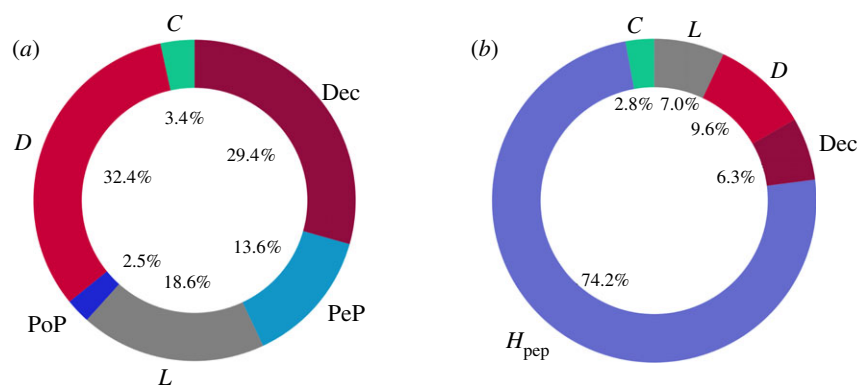 (a)
C
Dec
3.4%
D
29.4%
32.4%
13.6%
2.5%
18.6%
PoP
PeP
L
(b)
C
L
D
2.8%
7.0%
9.6%
Dec
6.3%
74.2%
H_pep